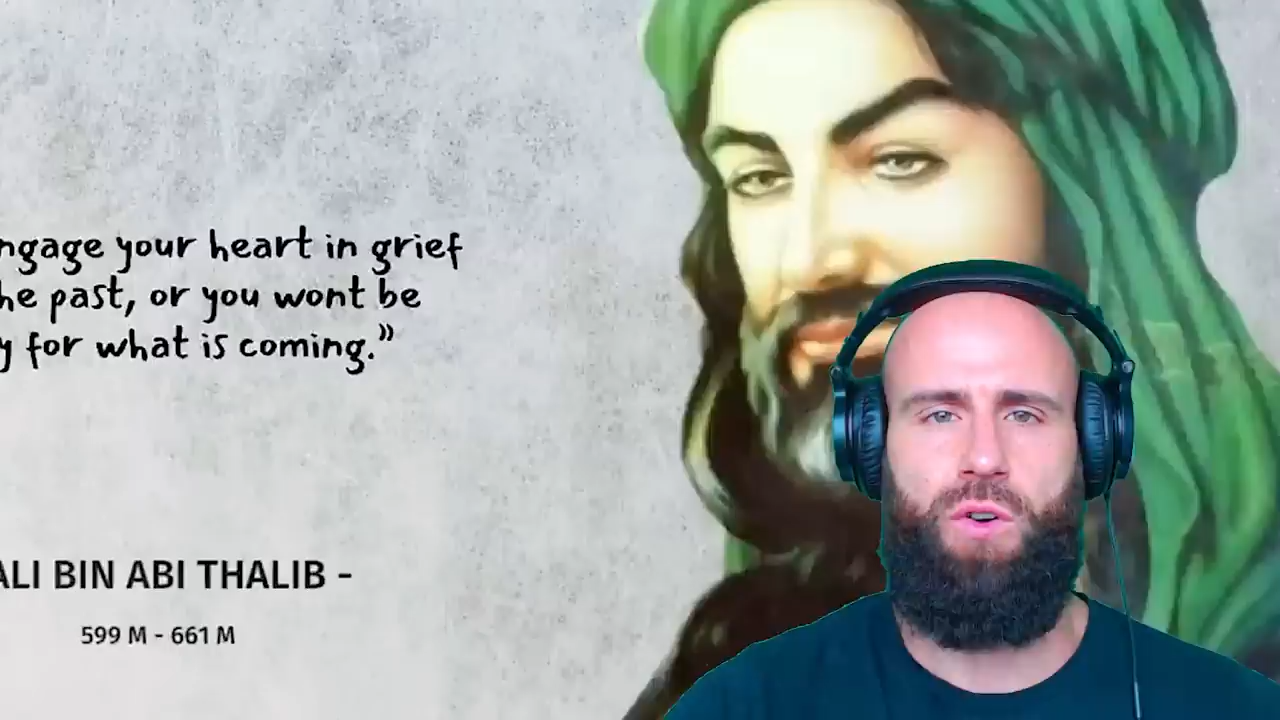 ngage your heart in grief
he past, or you wont be
y for what is coming.”
ALI BIN ABI THALIB -
599 M - 661 M